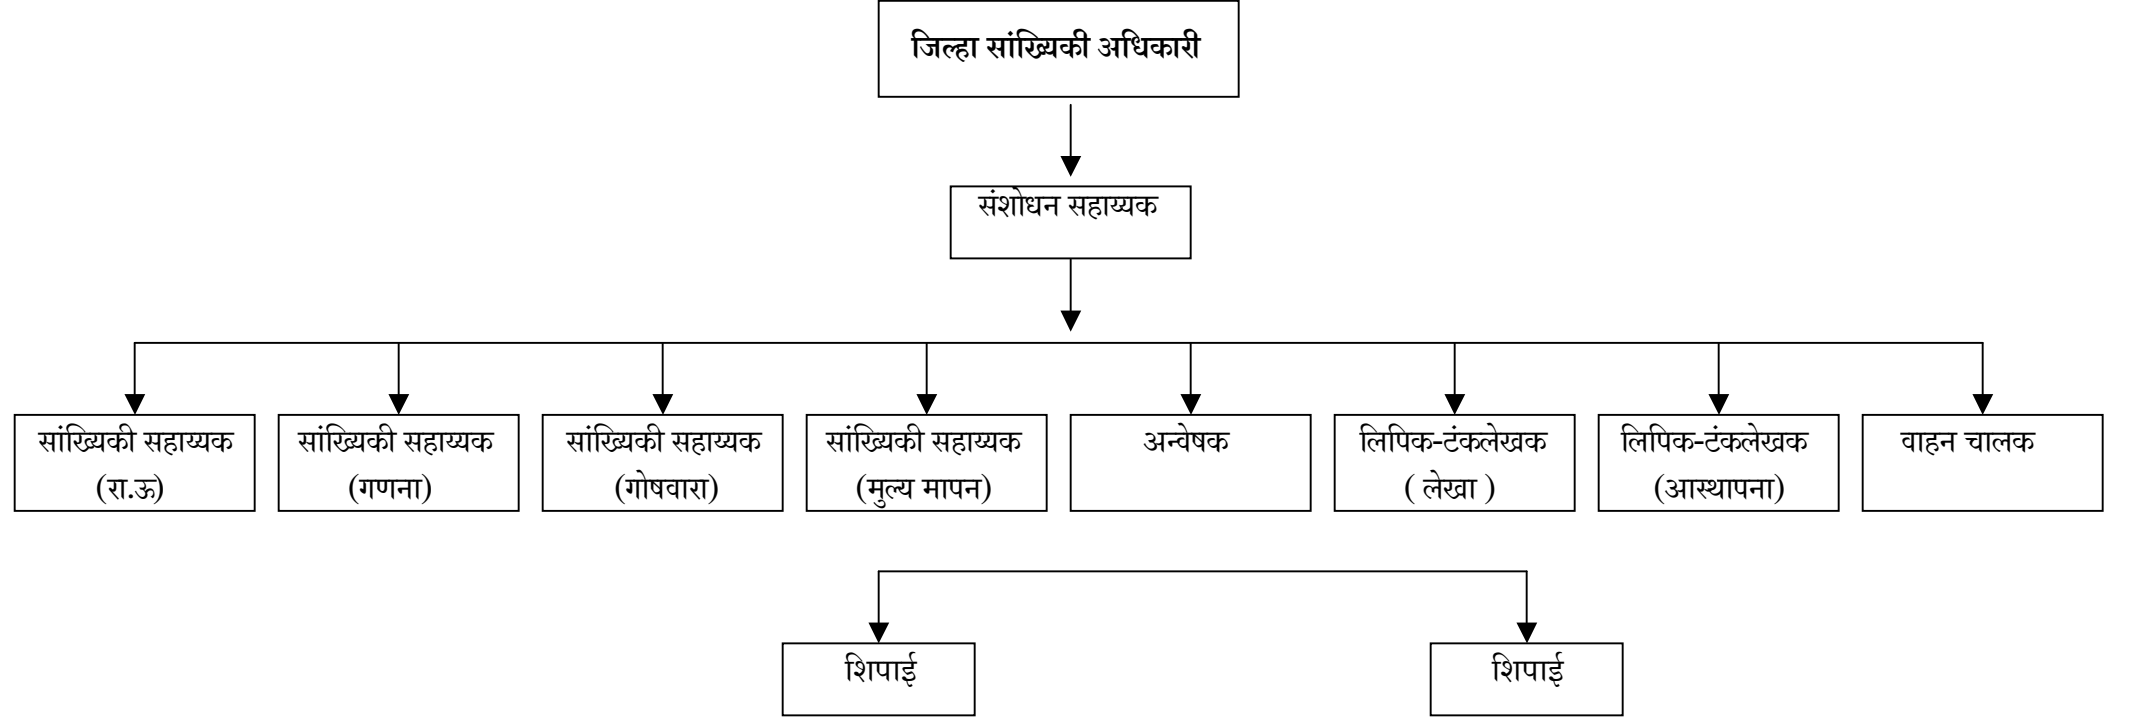 जिल्हा सांख्यिकी अधिकारी
संशोधन सहाय्यक
सांख्यिकी सहाय्यक
(रा.ऊ)
सांख्यिकी सहाय्यक
(गणना)
सांख्यिकी सहाय्यक
(गोषवारा)
सांख्यिकी सहाय्यक
(मुल्य मापन)
अन्वेषक
लिपिक-टंकलेखक
( लेखा )
लिपिक-टंकलेखक
(आस्थापना)
वाहन चालक
शिपाई
शिपाई